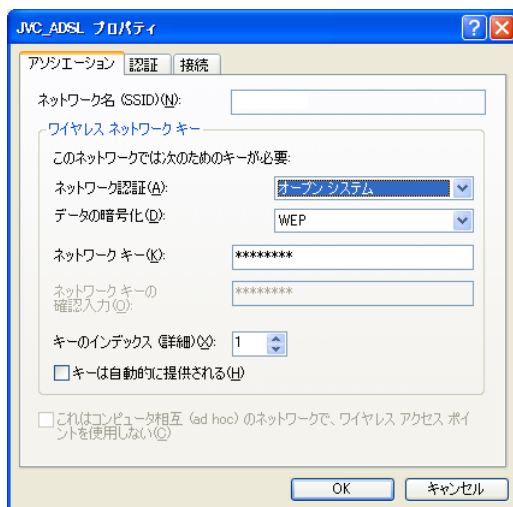 JVC_ADSL プロパティ
アソシエーション 認証 接続
ネットワーク名 (SSID)(N):
ワイヤレス ネットワーク キー
このネットワークでは次のためのキーが必要:
ネットワーク認証(A): オープン システム
データの暗号化(D): WEP
ネットワーク キー(K): ********
ネットワーク キーの
確認入力(O): ********
キーのインデックス (詳細)(X): 1
キーは自動的に提供される(H)
これはコンピュータ相互 (ad hoc) のネットワークで、ワイヤレス アクセス ポイ
ントを使用しない(C)
OK キャンセル